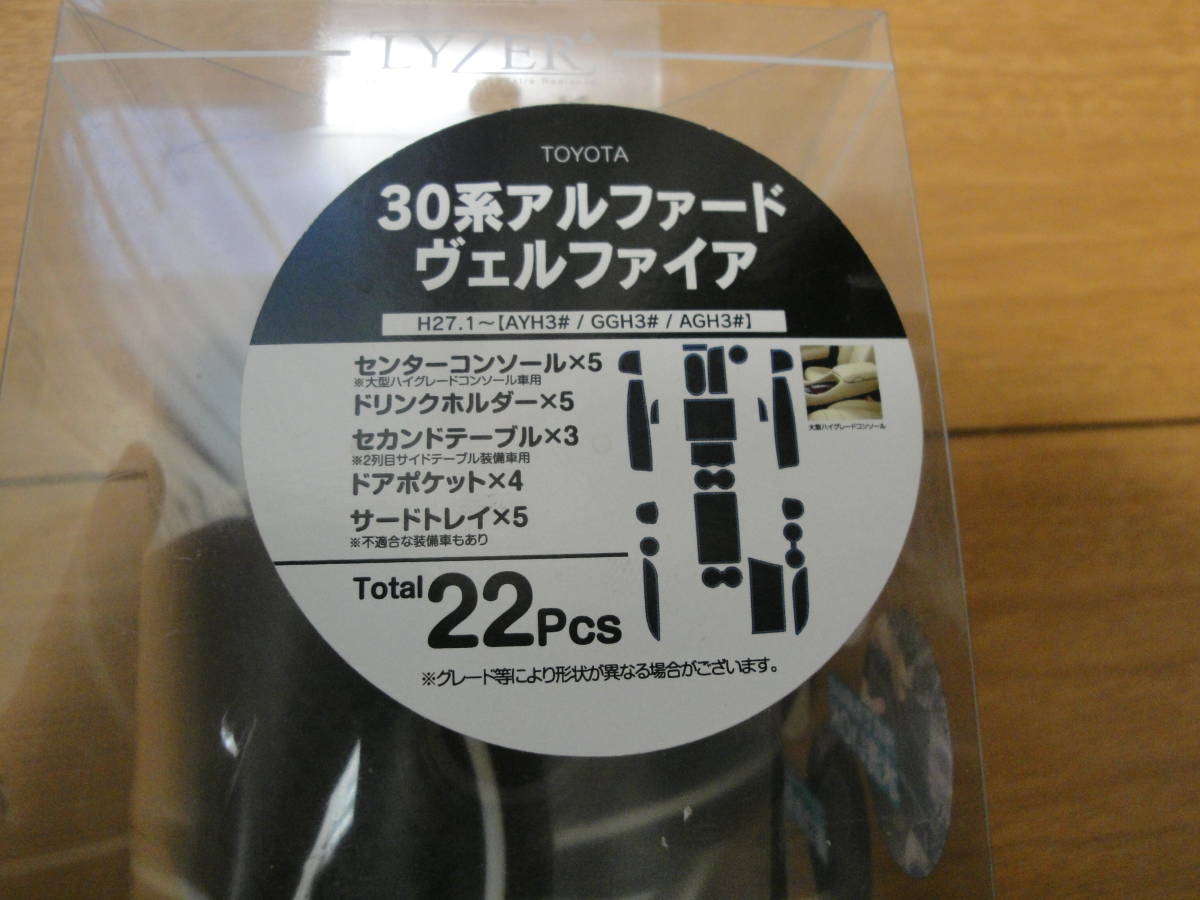 LYZER
TOYOTA
30系アルファード
ヴェルファイア
H27.1～【AYH3# / GGH3# / AGH3#】
センターコンソール×5
※大型ハイグレードコンソール車用
ドリンクホルダー×5
セカンドテーブル×3
※2列目サイドテーブル装備車用
ドアポケット×4
サードトレイ×5
※不適合な装備車もあり
大型ハイグレードコンソール
Total 22Pcs
※グレード等により形状が異なる場合がございます。